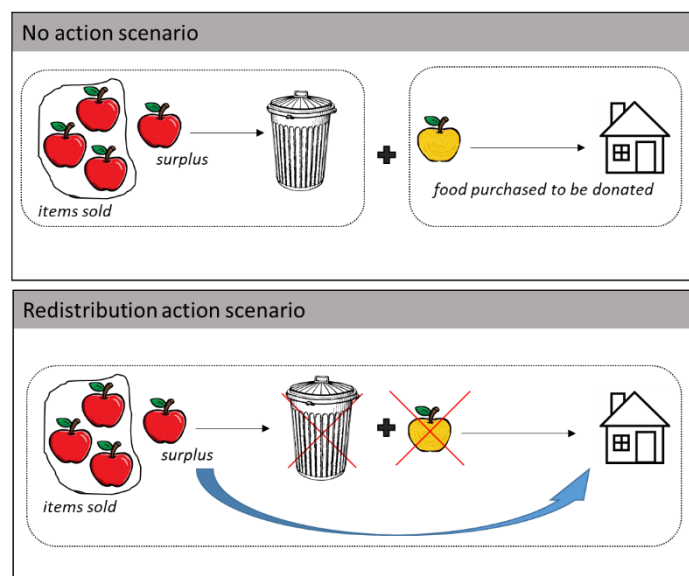 No action scenario
surplus
items sold
food purchased to be donated
Redistribution action scenario
surplus
items sold